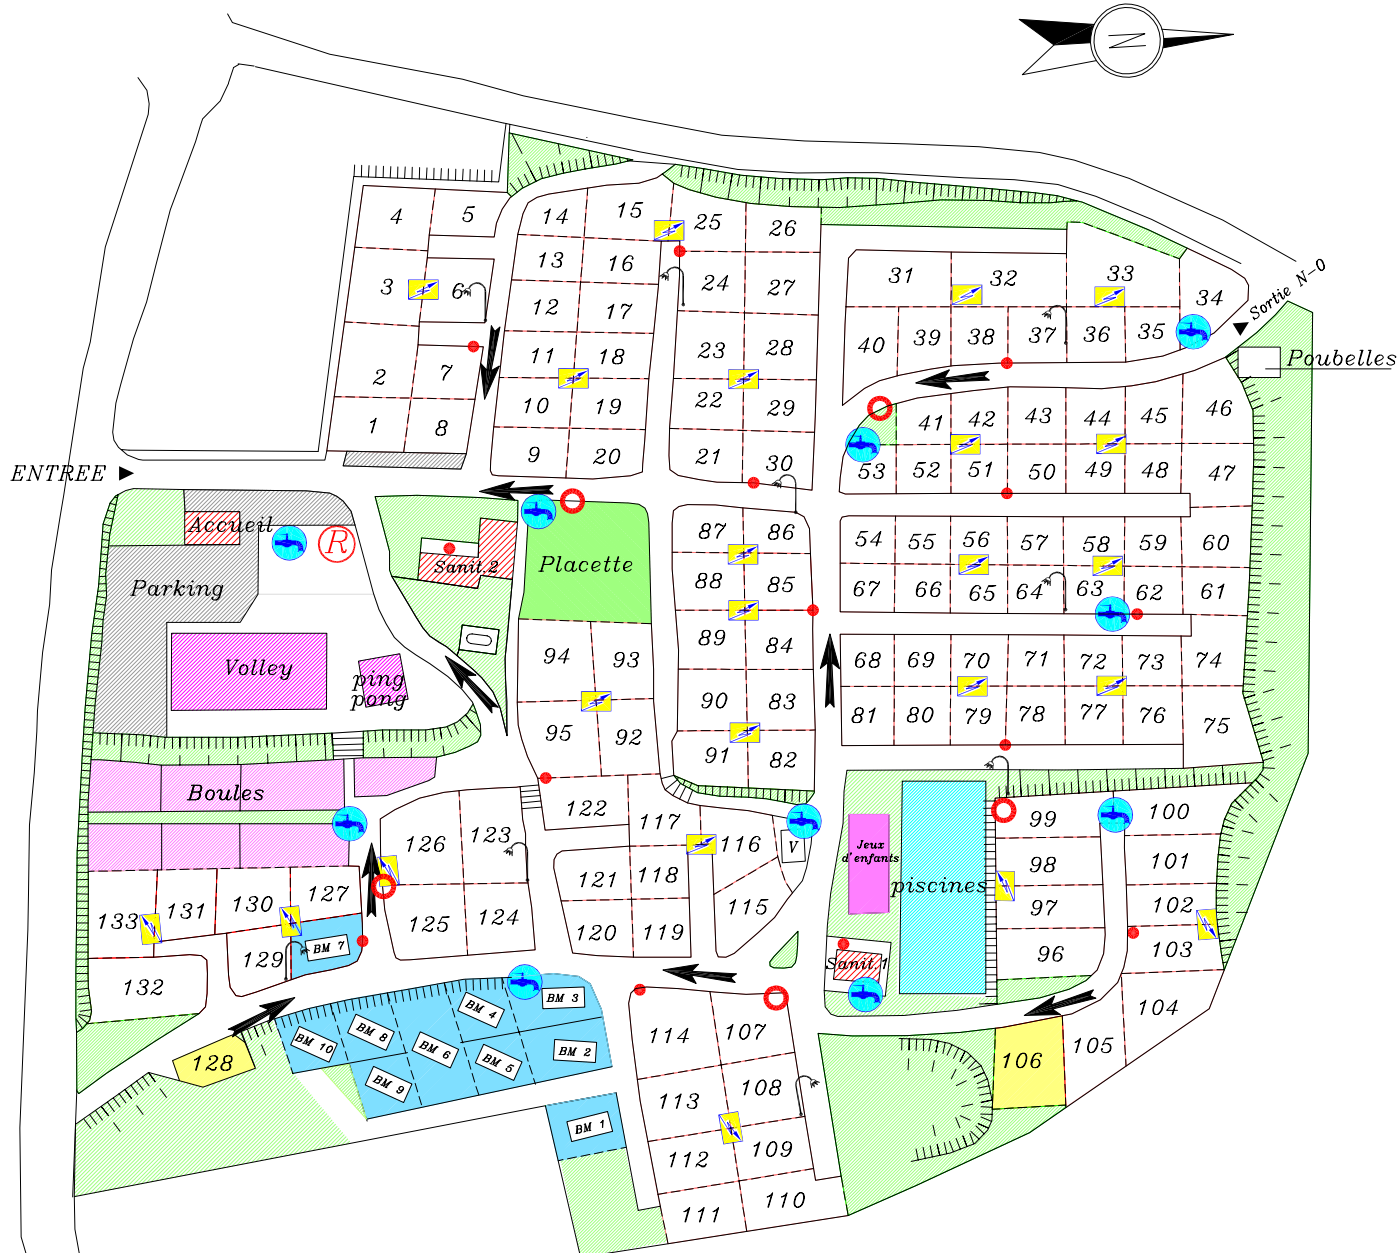 N
4 5 14 15 25 26
3 6 13 16 24 27 31 32 33 34
12 17 40 39 38 37 36 35
Sortie N-O
Poubelles
2 7 11 18 23 28
1 8 10 19 22 29 41 42 43 44 45 46
9 20 21 30 53 52 51 50 49 48 47
ENTREE
Accueil
R
Parking
Sanit.2
Placette
87 86 54 55 56 57 58 59 60
88 85 67 66 65 64 63 62 61
Volley
ping
pong
94 93 89 84 68 69 70 71 72 73 74
95 92 90 83 81 80 79 78 77 76 75
91 82
Boules
122 117 116 V
126 123
Jeux
d'enfants
piscines
99 100
98 101
97 102
96 103
121 118
120 119 115
125 124
133 131 130 127
129 BM 7
132
Sanit.1
BM 3
BM 4
BM 10 BM 8 BM 6 BM 5 BM 2
BM 9
128
BM 1
114 107
113 108
112 109
111 110
106 105 104